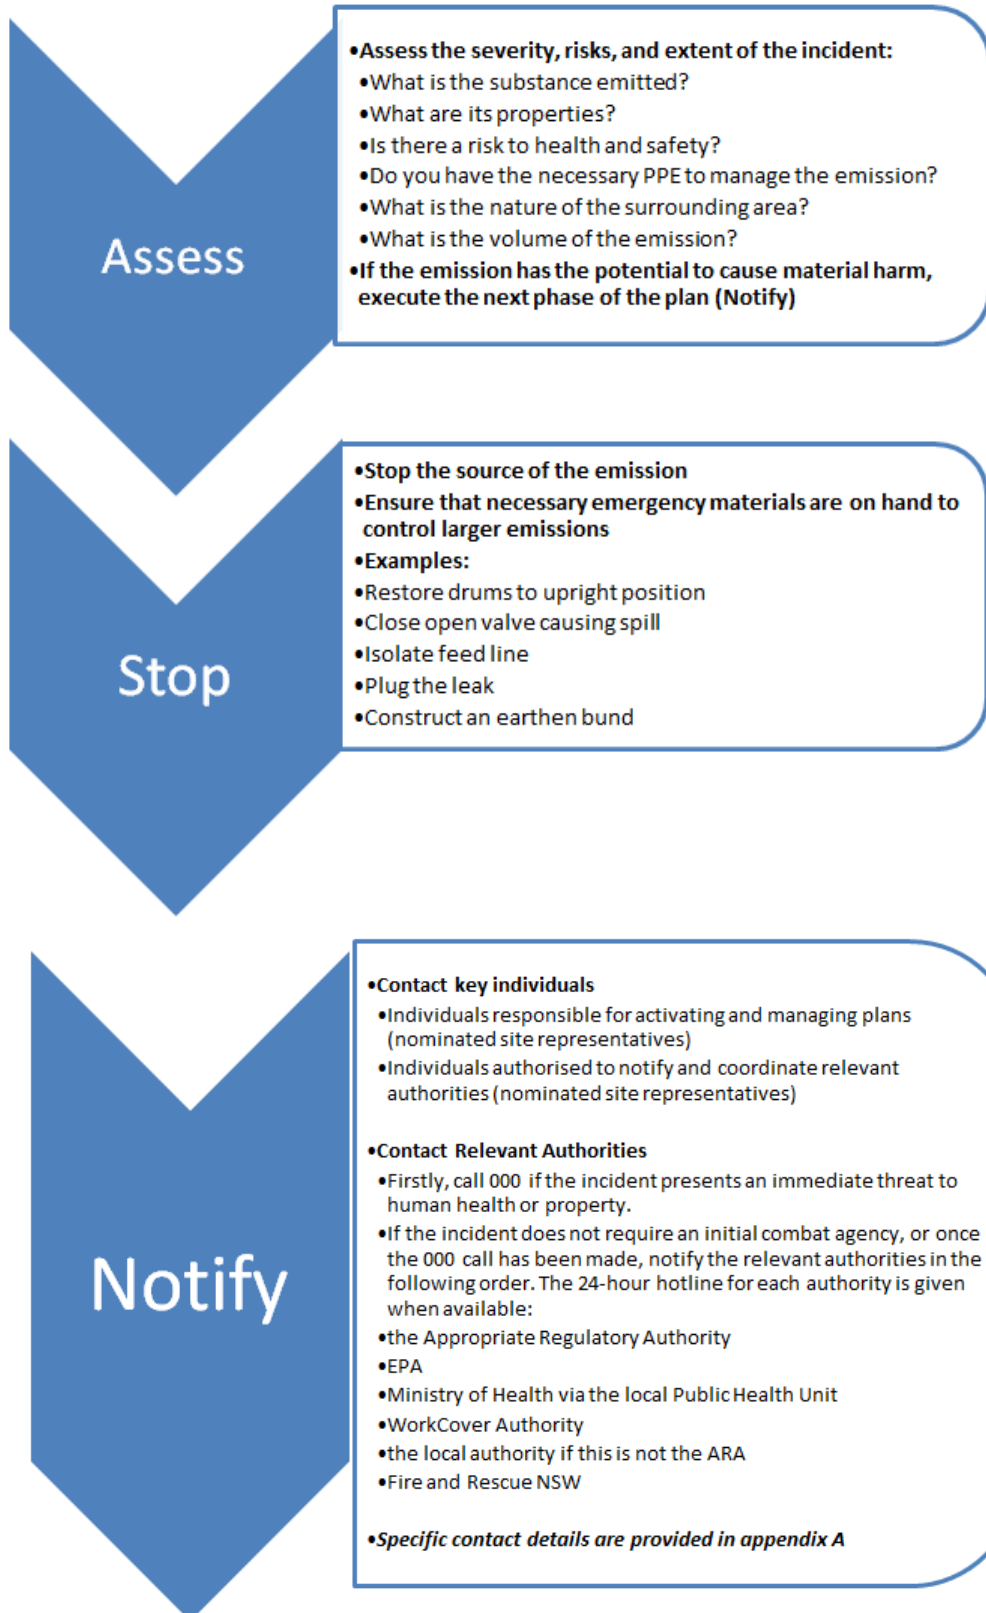 Assess
•Assess the severity, risks, and extent of the incident:
•What is the substance emitted?
•What are its properties?
•Is there a risk to health and safety?
•Do you have the necessary PPE to manage the emission?
•What is the nature of the surrounding area?
•What is the volume of the emission?
•If the emission has the potential to cause material harm,
execute the next phase of the plan (Notify)
Stop
•Stop the source of the emission
•Ensure that necessary emergency materials are on hand to
control larger emissions
•Examples:
•Restore drums to upright position
•Close open valve causing spill
•Isolate feed line
•Plug the leak
•Construct an earthen bund
Notify
•Contact key individuals
•Individuals responsible for activating and managing plans
(nominated site representatives)
•Individuals authorised to notify and coordinate relevant
authorities (nominated site representatives)
•Contact Relevant Authorities
•Firstly, call 000 if the incident presents an immediate threat to
human health or property.
•If the incident does not require an initial combat agency, or once
the 000 call has been made, notify the relevant authorities in the
following order. The 24-hour hotline for each authority is given
when available:
•the Appropriate Regulatory Authority
•EPA
•Ministry of Health via the local Public Health Unit
•WorkCover Authority
•the local authority if this is not the ARA
•Fire and Rescue NSW
•Specific contact details are provided in appendix A